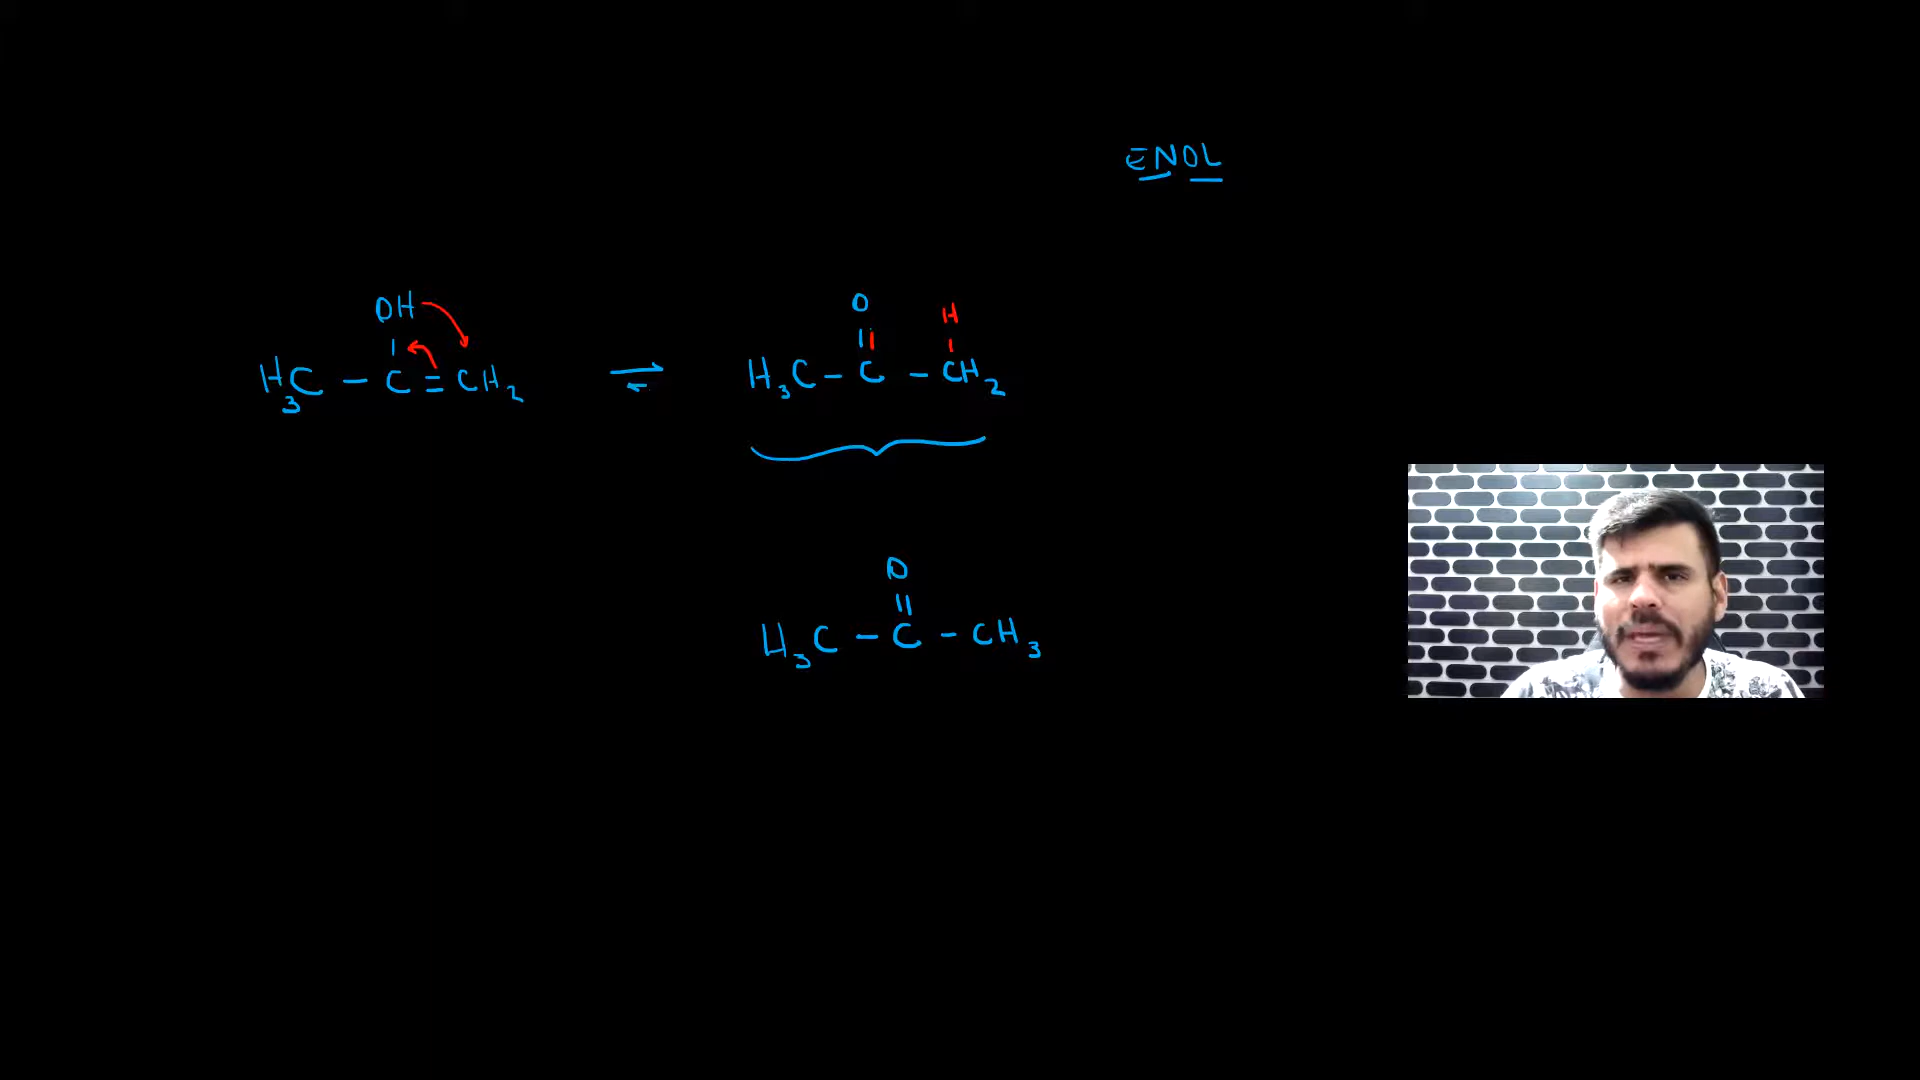 ENOL
OH
H3C - C = CH2
O H
H3C - C - CH2
O
H3C - C - CH3